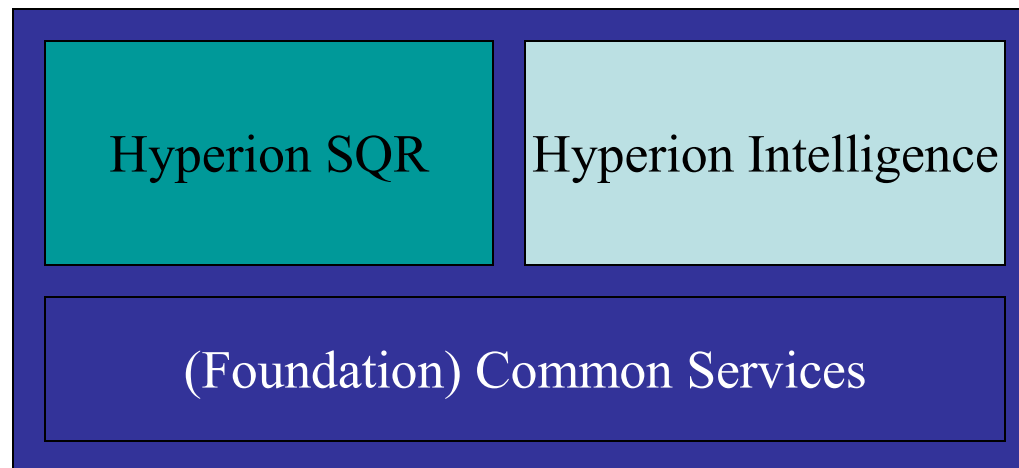 Hyperion SQR
Hyperion Intelligence
(Foundation) Common Services